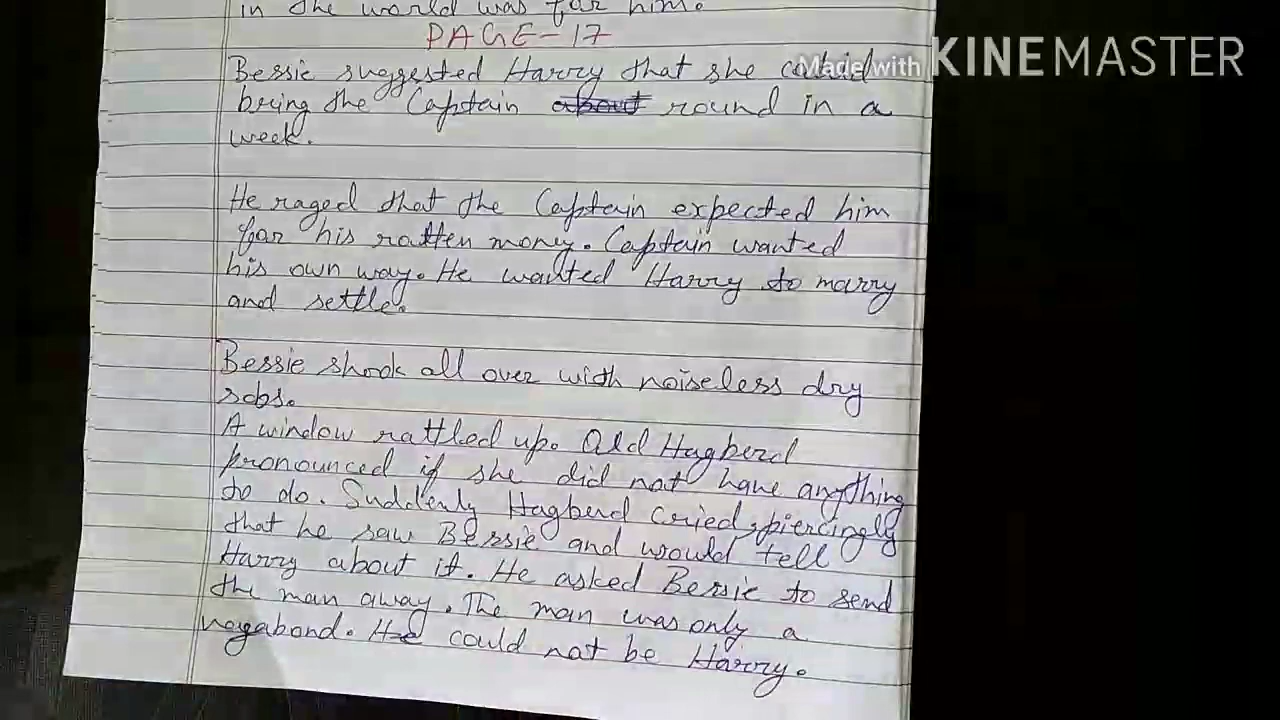 in the world was for him.
PAGE-17
Made with KINEMASTER
Bessie suggested Harry that she could
bring the Captain about round in a
week.
He raged that the Captain expected him
for his rotten money. Captain wanted
his own way. He wanted Harry to marry
and settle.
Bessie shook all over with noiseless dry
sobs.
A window rattled up. Old Hagberd
pronounced if she did not have anything
to do. Suddenly Hagberd cried, piercingly
that he saw Bessie and would tell
Harry about it. He asked Bessie to send
the man away. The man was only a
vagabond. He could not be Harry.